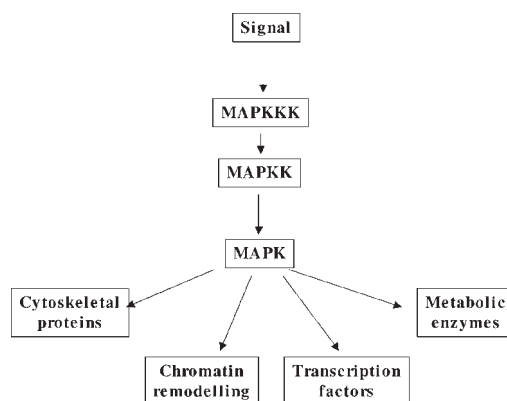 Signal
MAPKKK
MAPKK
MAPK
Cytoskeletal
proteins
Metabolic
enzymes
Chromatin
remodelling
Transcription
factors